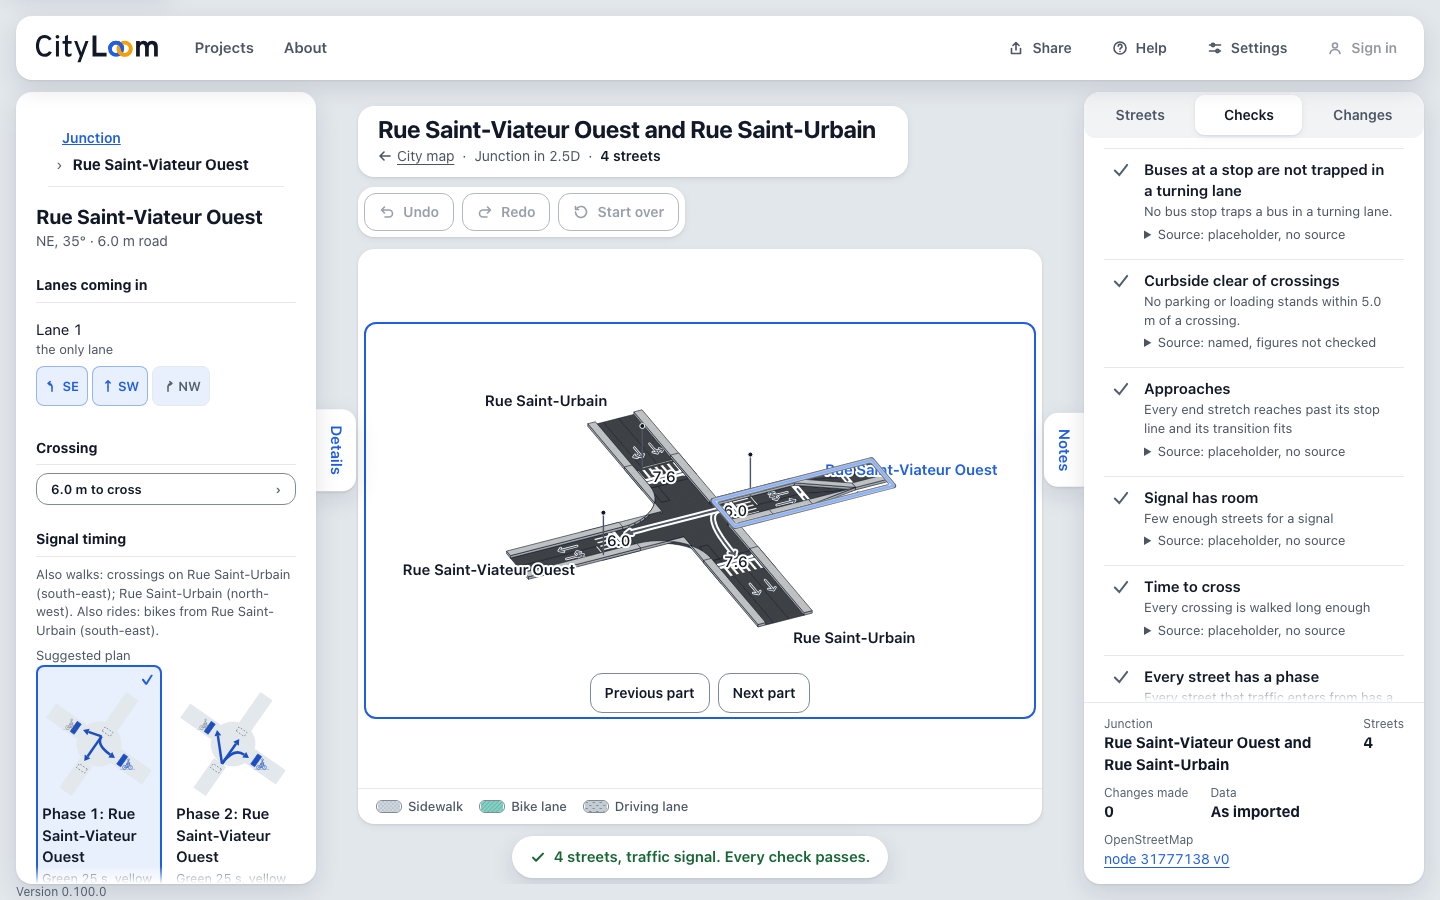 CityLoom
Projects
About
Share
Help
Settings
Sign in
Junction
› Rue Saint-Viateur Ouest
Rue Saint-Viateur Ouest
NE, 35° · 6.0 m road
Lanes coming in
Lane 1
the only lane
SE
SW
NW
Crossing
6.0 m to cross ›
Signal timing
Also walks: crossings on Rue Saint-Urbain
(south-east); Rue Saint-Urbain (north-
west). Also rides: bikes from Rue Saint-
Urbain (south-east).
Suggested plan
Phase 1: Rue
Saint-Viateur
Ouest
Green 25 s, yellow
Phase 2: Rue
Saint-Viateur
Ouest
Green 25 s, yellow
Version 0.100.0
Details
Rue Saint-Viateur Ouest and Rue Saint-Urbain
← City map · Junction in 2.5D · 4 streets
Undo
Redo
Start over
Rue Saint-Urbain
7.6
Rue Saint-Viateur Ouest
6.0
6.0
7.6
Rue Saint-Viateur Ouest
Rue Saint-Urbain
Previous part
Next part
Sidewalk
Bike lane
Driving lane
4 streets, traffic signal. Every check passes.
Notes
Streets
Checks
Changes
Buses at a stop are not trapped in
a turning lane
No bus stop traps a bus in a turning lane.
Source: placeholder, no source
Curbside clear of crossings
No parking or loading stands within 5.0
m of a crossing.
Source: named, figures not checked
Approaches
Every end stretch reaches past its stop
line and its transition fits
Source: placeholder, no source
Signal has room
Few enough streets for a signal
Source: placeholder, no source
Time to cross
Every crossing is walked long enough
Source: placeholder, no source
Every street has a phase
Every street that traffic enters from has a
Junction
Rue Saint-Viateur Ouest and
Rue Saint-Urbain
Streets
4
Changes made
0
Data
As imported
OpenStreetMap
node 31777138 v0